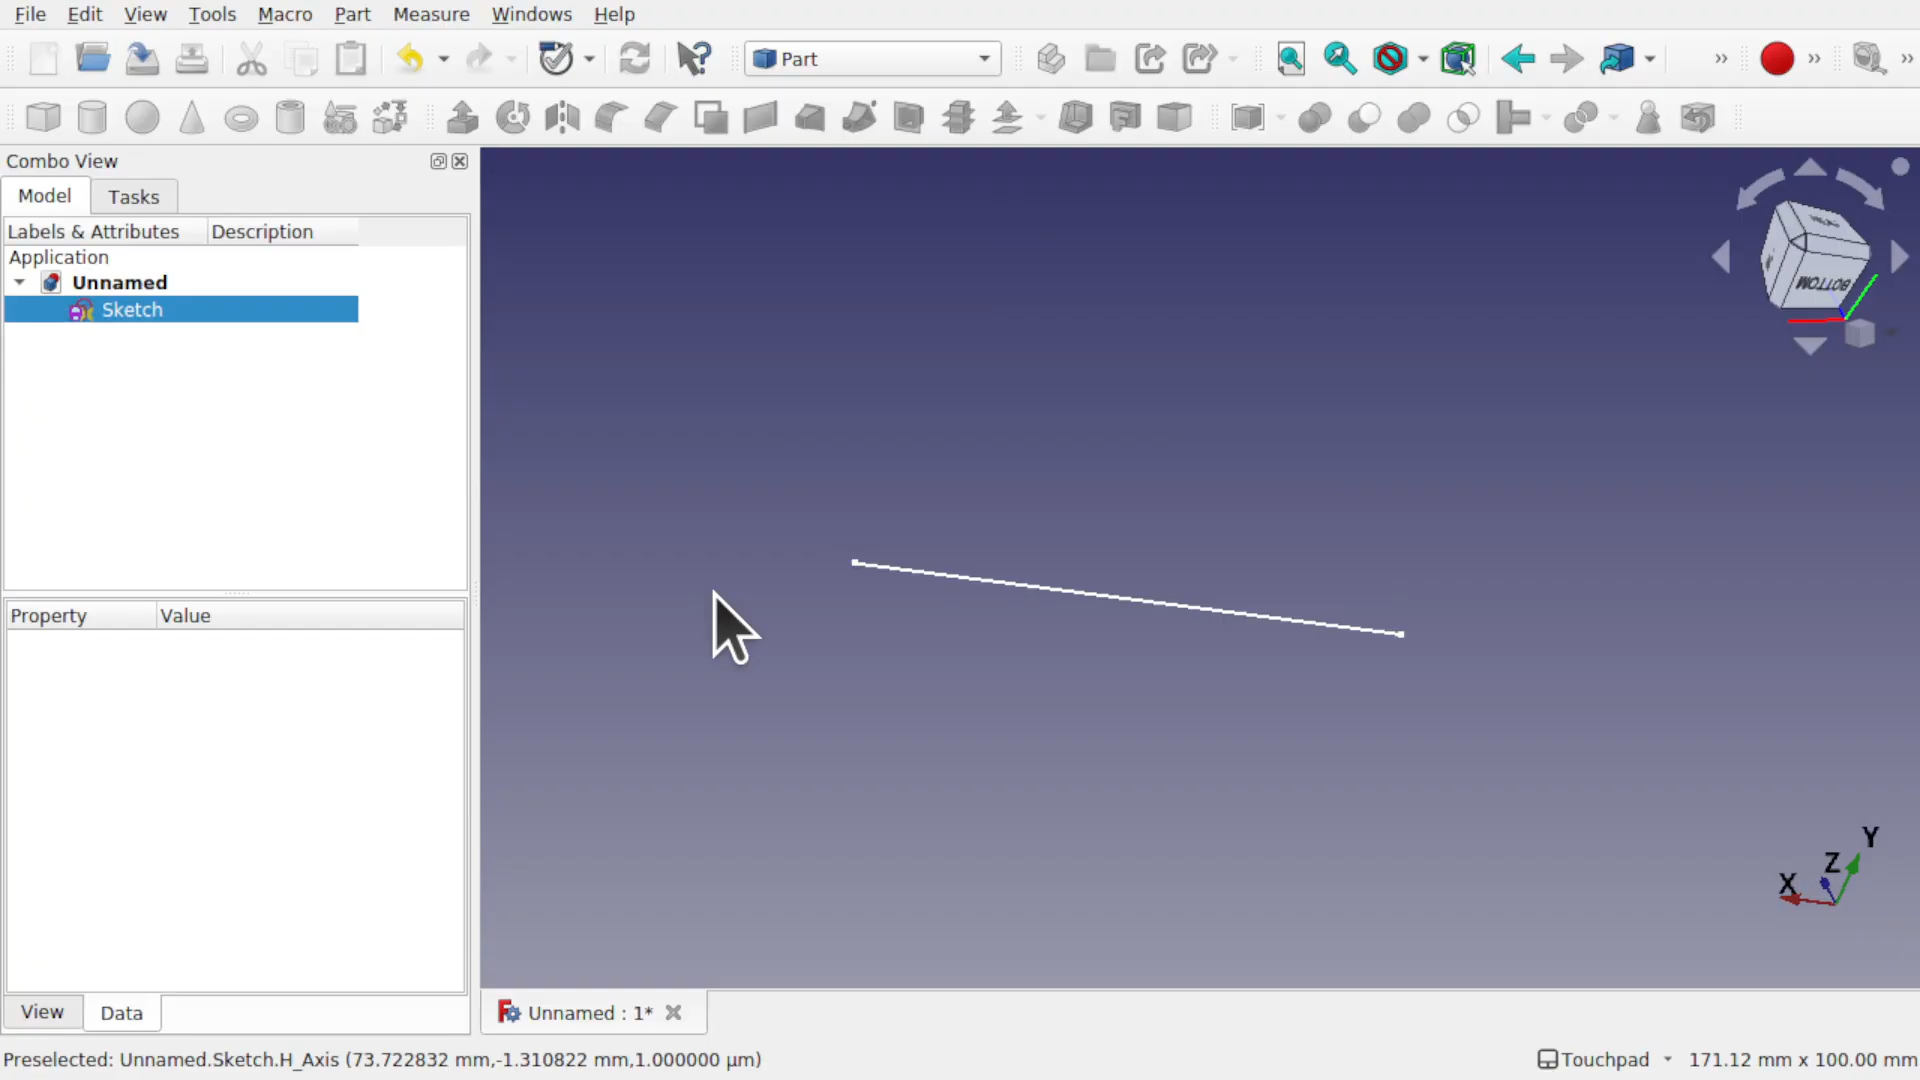 File Edit View Tools Macro Part Measure Windows Help
Part
Combo View
Model Tasks
Labels & Attributes Description
Application
Unnamed
Sketch
BOTTOM
Property Value
Y
Z
X
View Data
Unnamed : 1*
Preselected: Unnamed.Sketch.H_Axis (73.722832 mm,-1.310822 mm,1.000000 μm) Touchpad 171.12 mm x 100.00 mm